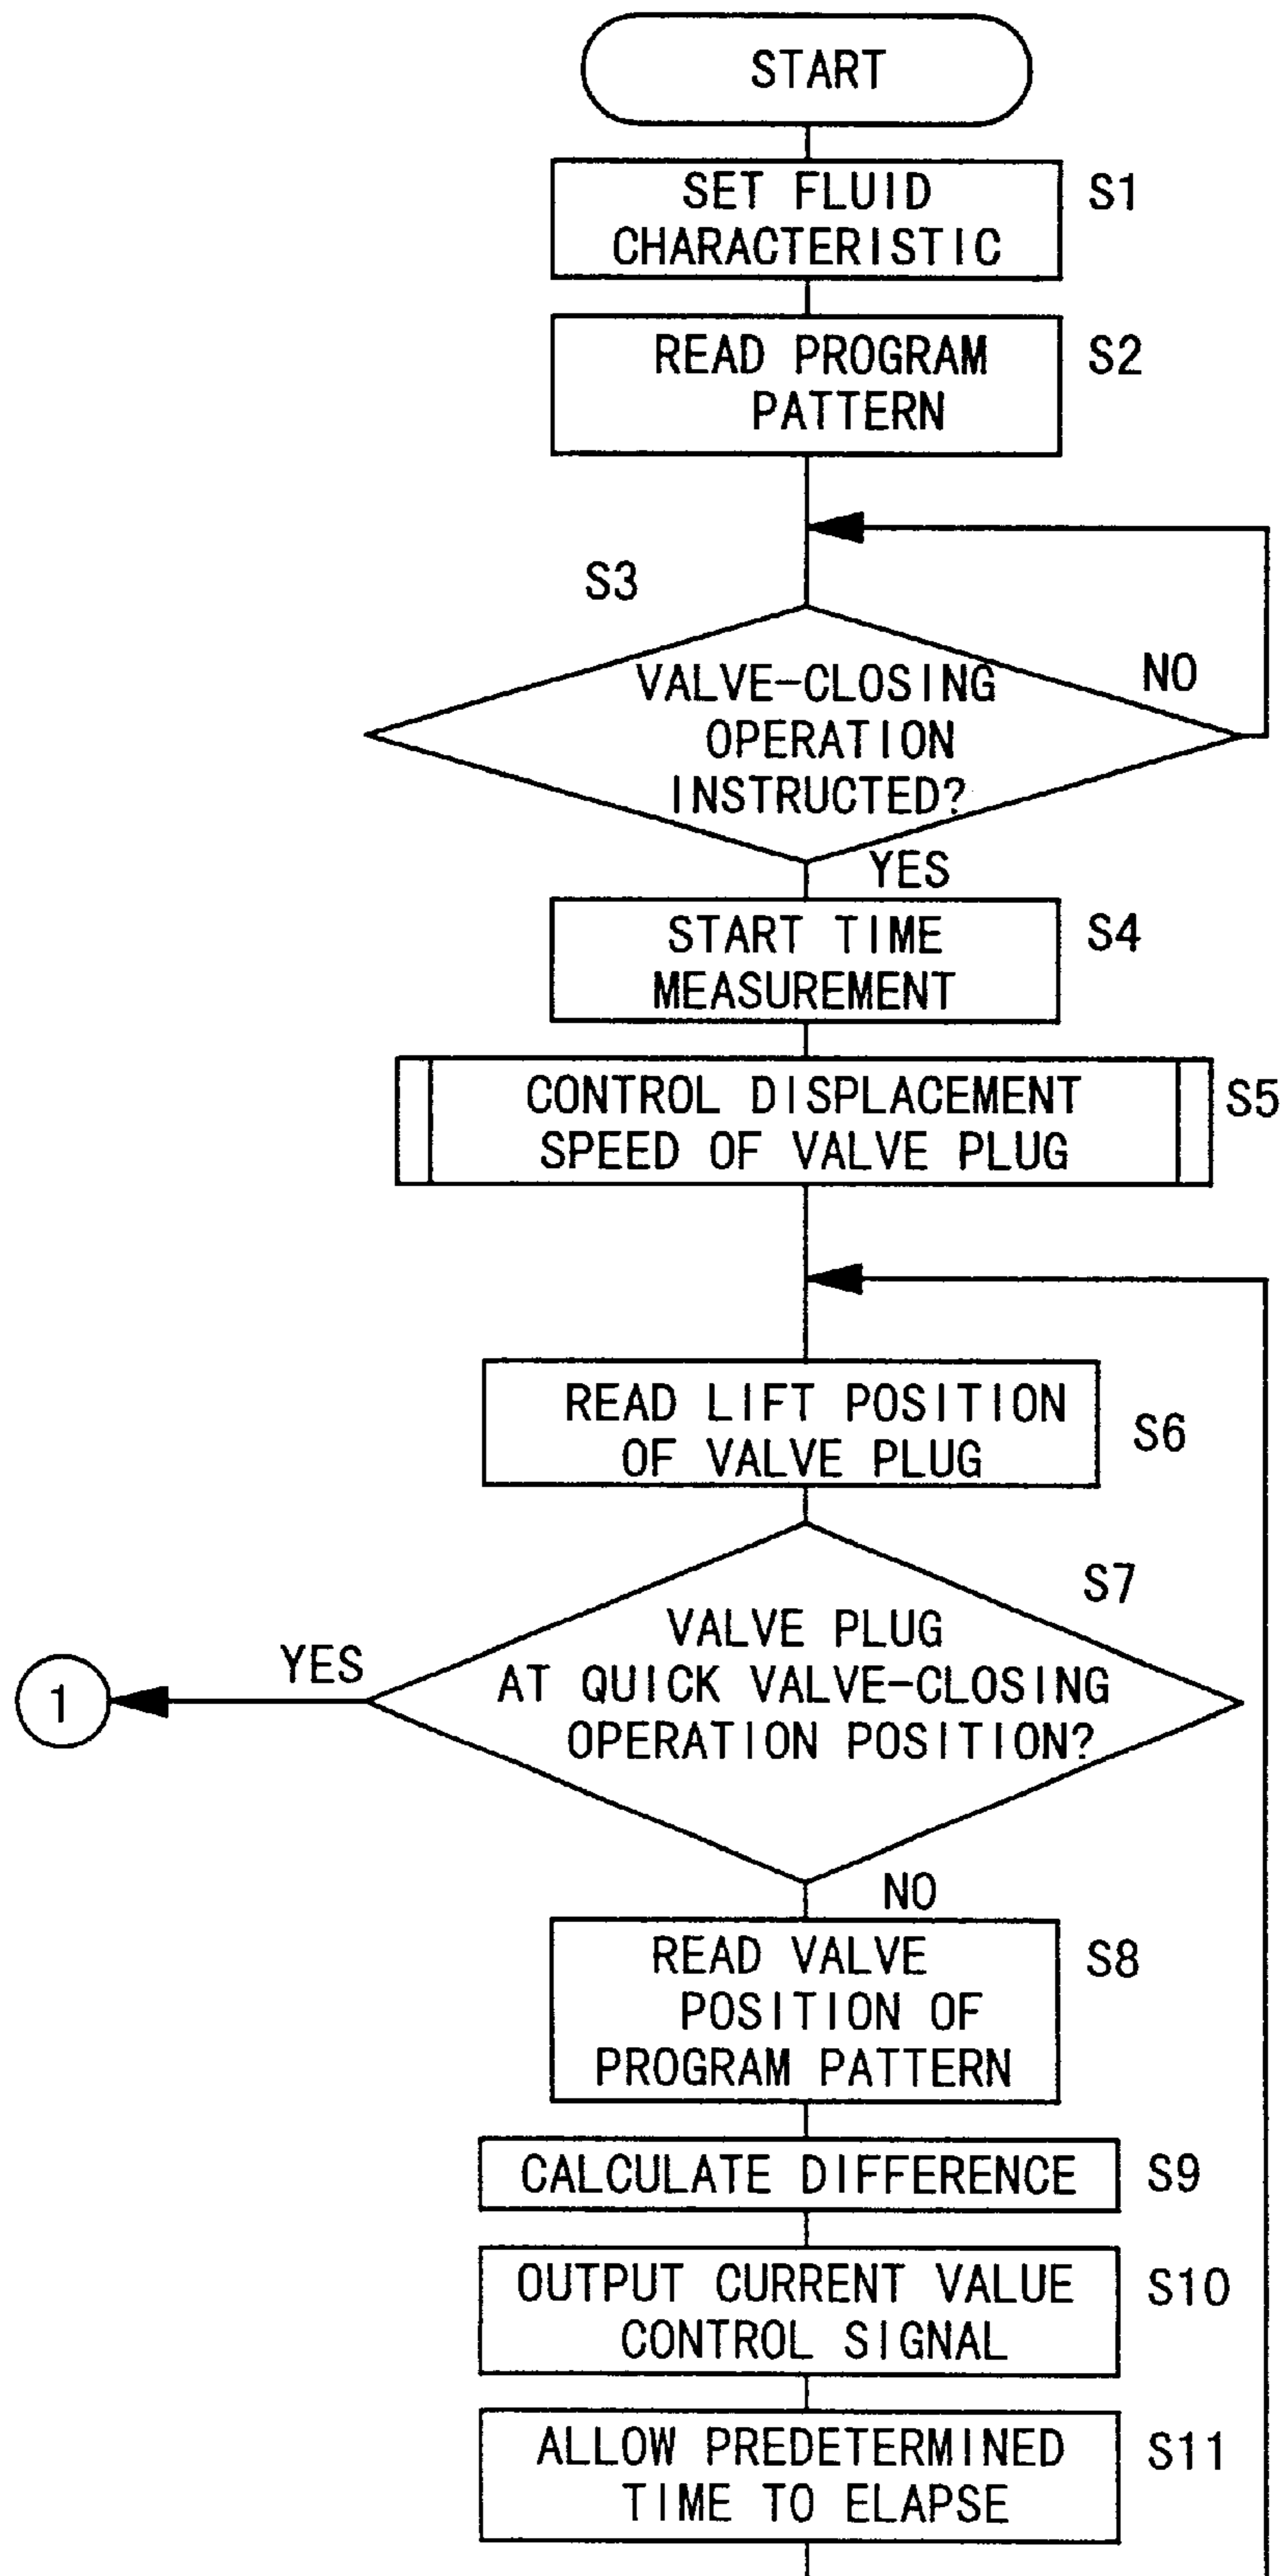 START
SET FLUID
CHARACTERISTIC
S1
READ PROGRAM
PATTERN
S2
S3
VALVE-CLOSING
OPERATION
INSTRUCTED?
NO
YES
START TIME
MEASUREMENT
S4
CONTROL DISPLACEMENT
SPEED OF VALVE PLUG
S5
READ LIFT POSITION
OF VALVE PLUG
S6
S7
VALVE PLUG
AT QUICK VALVE-CLOSING
OPERATION POSITION?
YES
1
NO
READ VALVE
POSITION OF
PROGRAM PATTERN
S8
CALCULATE DIFFERENCE
S9
OUTPUT CURRENT VALUE
CONTROL SIGNAL
S10
ALLOW PREDETERMINED
TIME TO ELAPSE
S11